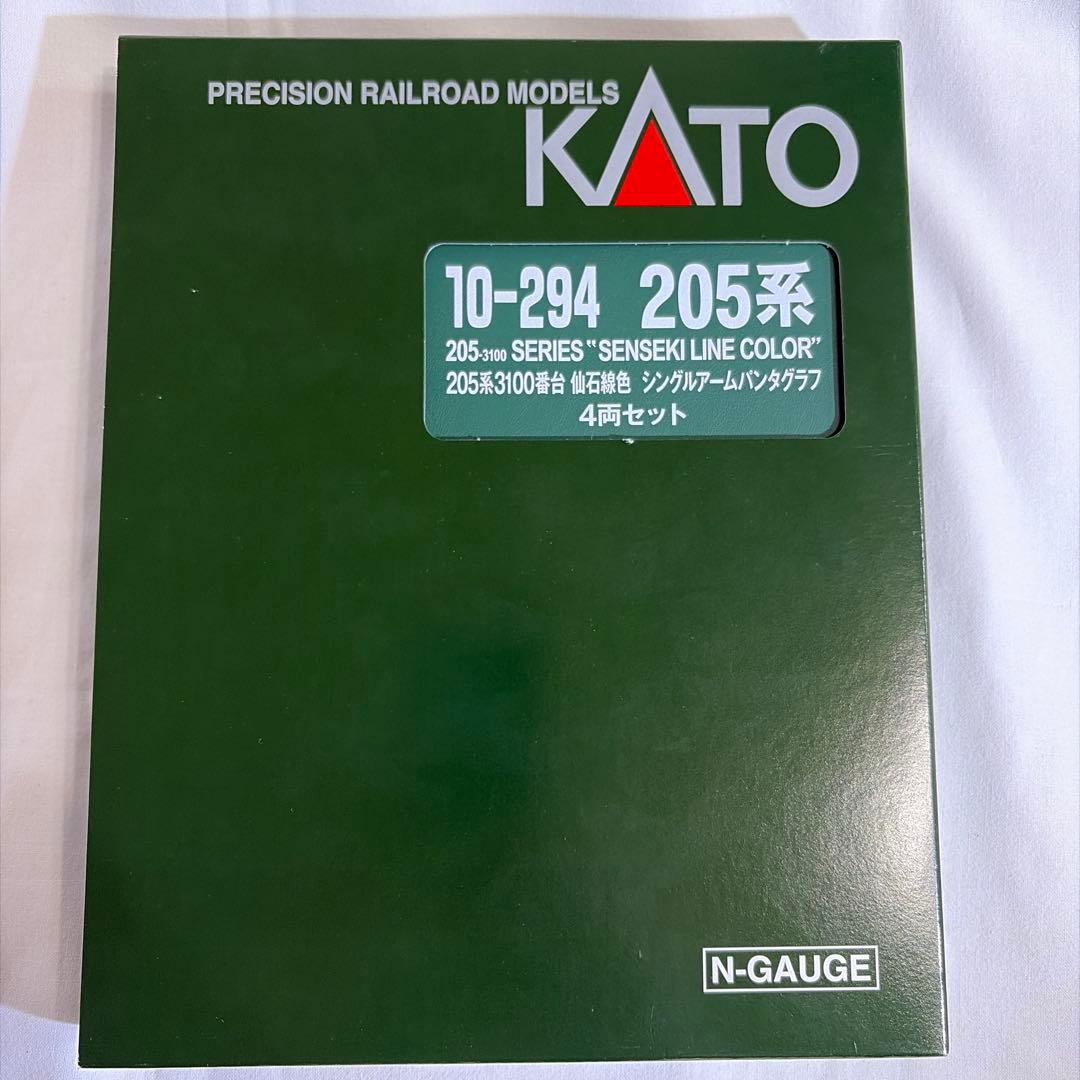 PRECISION RAILROAD MODELS
KATO
10-294 205系
205-3100 SERIES “SENSEKI LINE COLOR”
205系3100番台 仙石線色 シングルアームパンタグラフ
4両セット
N-GAUGE